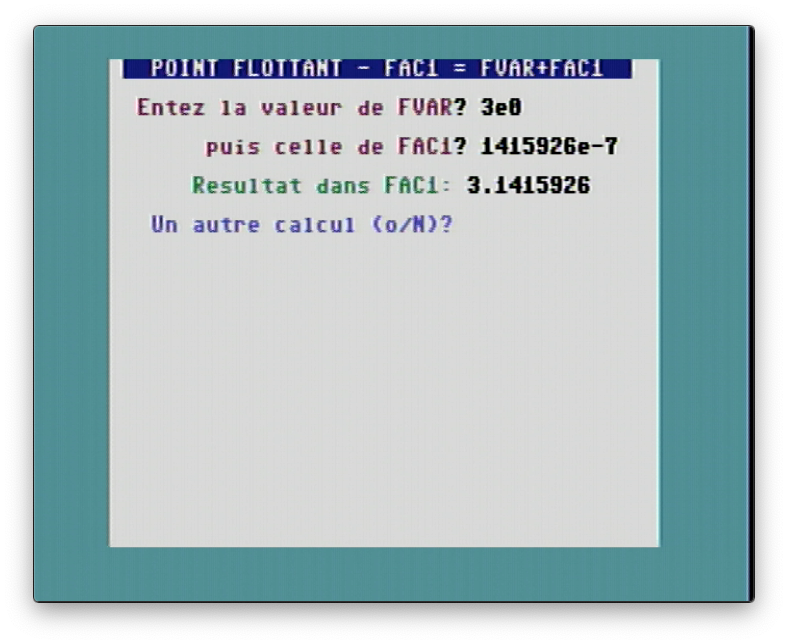 POINT FLOTTANT - FAC1 = FVAR+FAC1
Entez la valeur de FVAR? 3e0
puis celle de FAC1? 1415926e-7
Resultat dans FAC1: 3.1415926
Un autre calcul (o/N)?